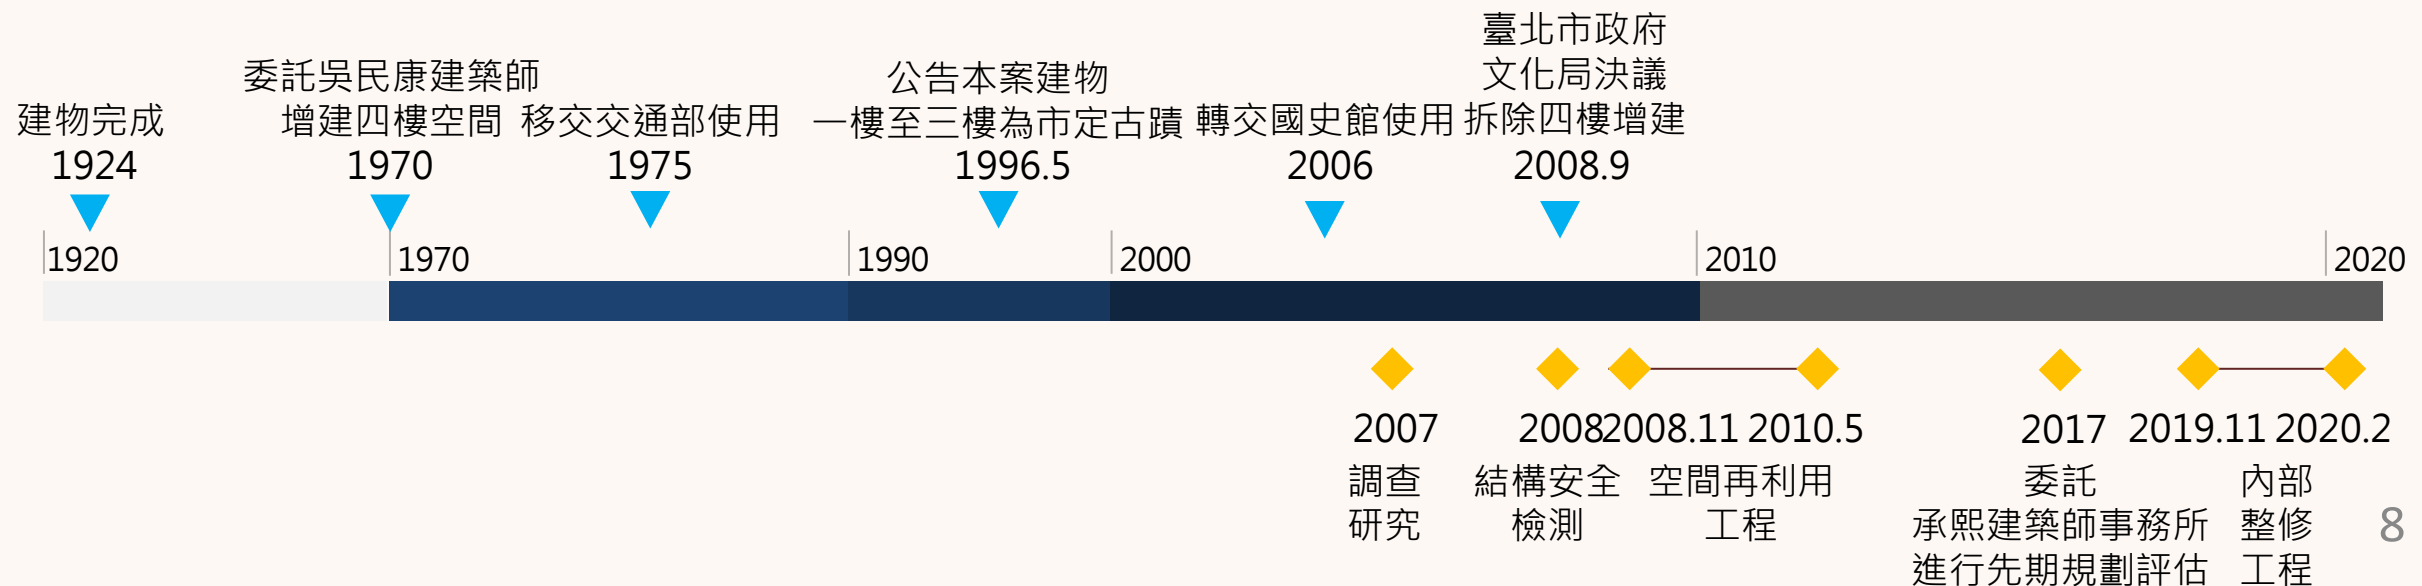 建物完成
1924
委託吳民康建築師
增建四樓空間
1970
移交交通部使用
1975
公告本案建物
一樓至三樓為市定古蹟
1996.5
轉交國史館使用
2006
臺北市政府
文化局決議
拆除四樓增建
2008.9
1920
1970
1990
2000
2010
2020
2007
調查
研究
2008
結構安全
檢測
2008.11 2010.5
空間再利用
工程
2017
委託
承熙建築師事務所
進行先期規劃評估
2019.11 2020.2
內部
整修
工程
8